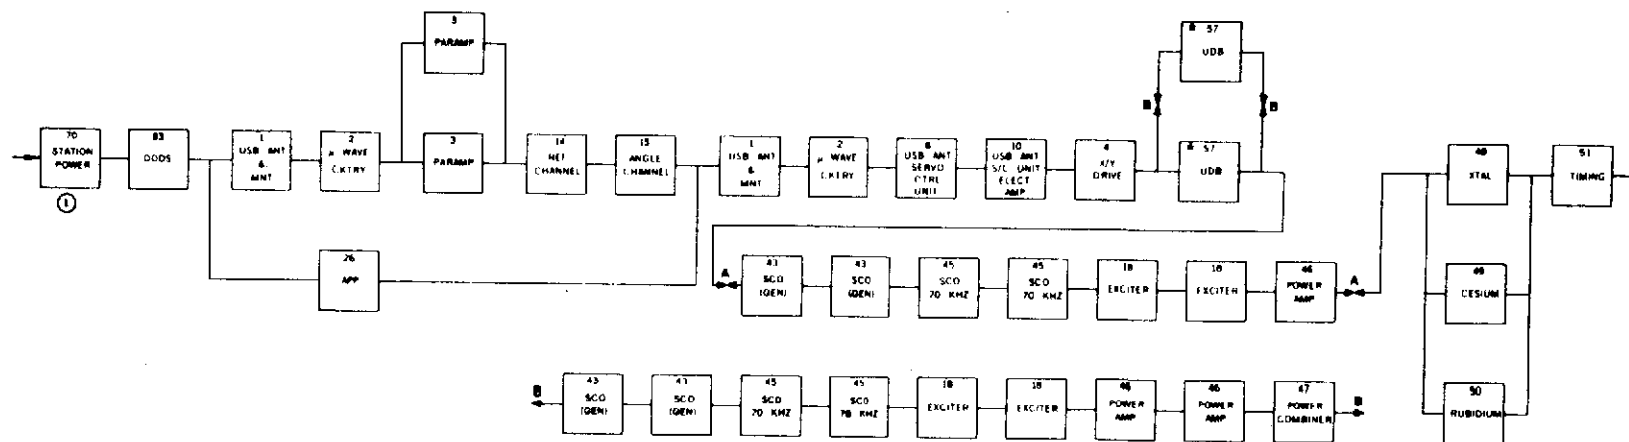 3
PARAMP
* 57
UDB
B
B
70
STATION
POWER
1
83
DODS
1
USB ANT
&
MNT
2
μ WAVE
CKTRY
3
PARAMP
14
REF
CHANNEL
15
ANGLE
CHANNEL
1
USB ANT
&
MNT
2
μ WAVE
CKTRY
USB ANT
SERVO
CTRL
UNIT
10
USB ANT
S/C UNIT
ELECT
AMP
4
X/Y
DRIVE
* 57
UDB
48
XTAL
51
TIMING
26
APP
A
43
SCO
(GEN)
43
SCO
(GEN)
45
SCO
70 KHZ
45
SCO
70 KHZ
18
EXCITER
18
EXCITER
46
POWER
AMP
A
49
CESIUM
B
43
SCO
(GEN)
43
SCO
(GEN)
45
SCO
70 KHZ
45
SCO
70 KHZ
18
EXCITER
18
EXCITER
46
POWER
AMP
46
POWER
AMP
47
POWER
COMBINER
B
50
RUBIDIUM